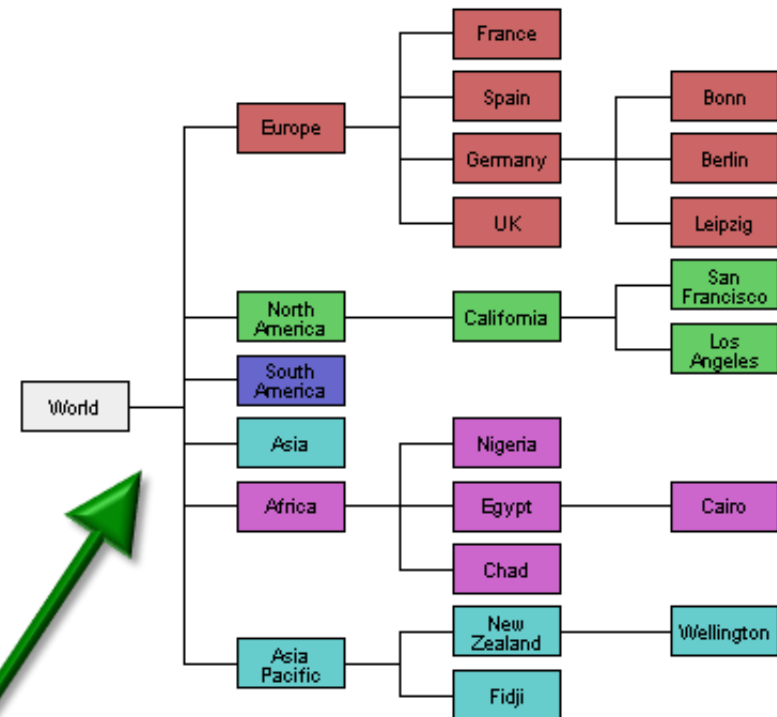 France
Spain
Bonn
Europe
Germany
Berlin
UK
Leipzig
San
Francisco
North
America
California
Los
Angeles
South
America
World
Asia
Nigeria
Africa
Egypt
Cairo
Chad
New
Zealand
Wellington
Asia
Pacific
Fidji